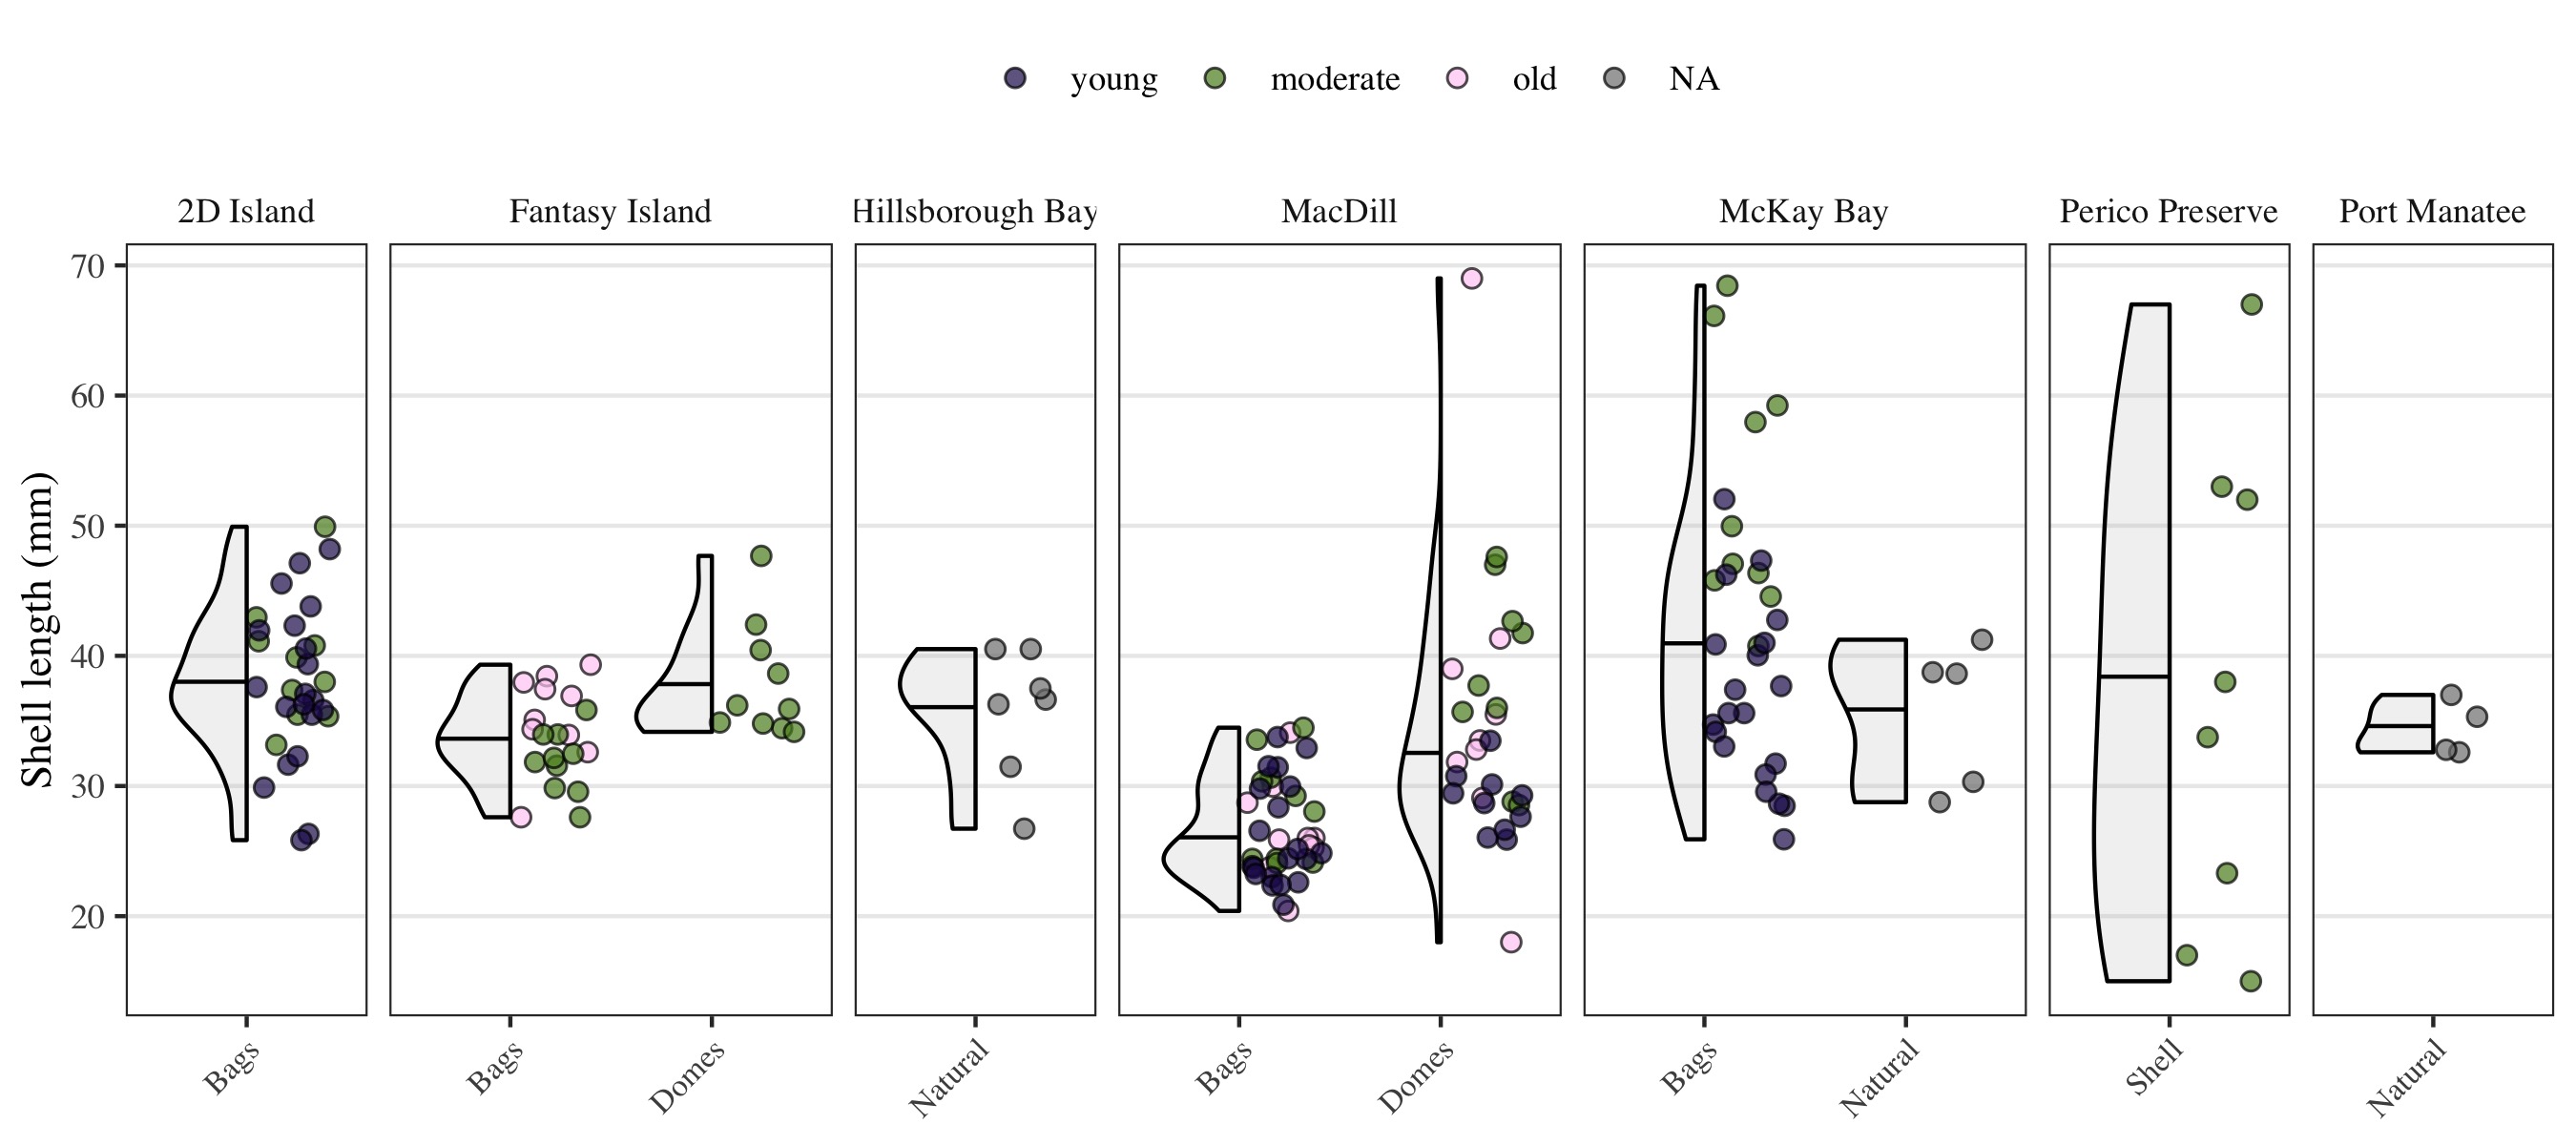 young moderate old NA
2D Island Fantasy Island Hillsborough Bay MacDill McKay Bay Perico Preserve Port Manatee
Shell length (mm)
70
60
50
40
30
20
Bags Bags Domes Natural Bags Domes Bags Natural Shell Natural